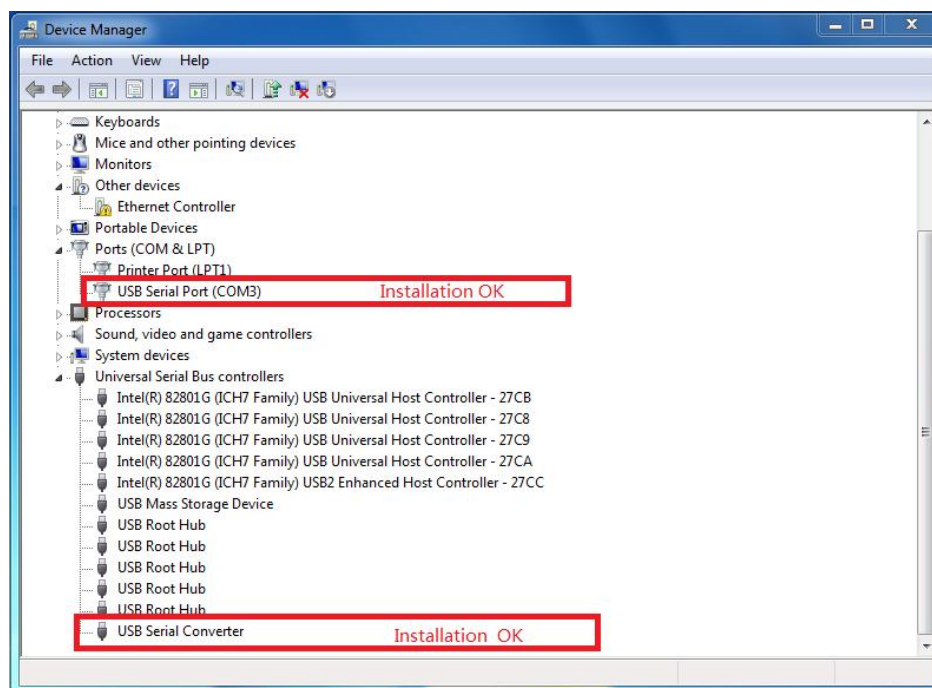 Device Manager
File Action View Help
Keyboards
Mice and other pointing devices
Monitors
Other devices
Ethernet Controller
Portable Devices
Ports (COM & LPT)
Printer Port (LPT1)
USB Serial Port (COM3) Installation OK
Processors
Sound, video and game controllers
System devices
Universal Serial Bus controllers
Intel(R) 82801G (ICH7 Family) USB Universal Host Controller - 27CB
Intel(R) 82801G (ICH7 Family) USB Universal Host Controller - 27C8
Intel(R) 82801G (ICH7 Family) USB Universal Host Controller - 27C9
Intel(R) 82801G (ICH7 Family) USB Universal Host Controller - 27CA
Intel(R) 82801G (ICH7 Family) USB2 Enhanced Host Controller - 27CC
USB Mass Storage Device
USB Root Hub
USB Root Hub
USB Root Hub
USB Root Hub
USB Root Hub
USB Serial Converter Installation OK